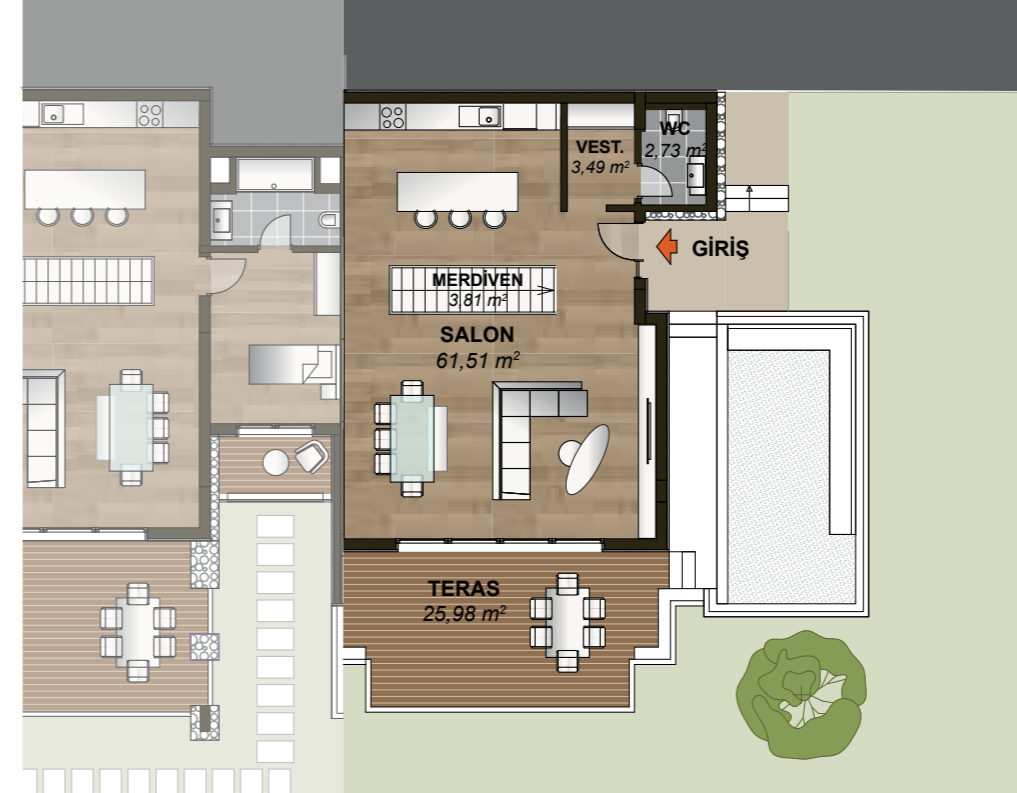 WC
2,73 m²
VEST.
3,49 m²
GİRİŞ
MERDİVEN
3,81 m²
SALON
61,51 m²
TERAS
25,98 m²